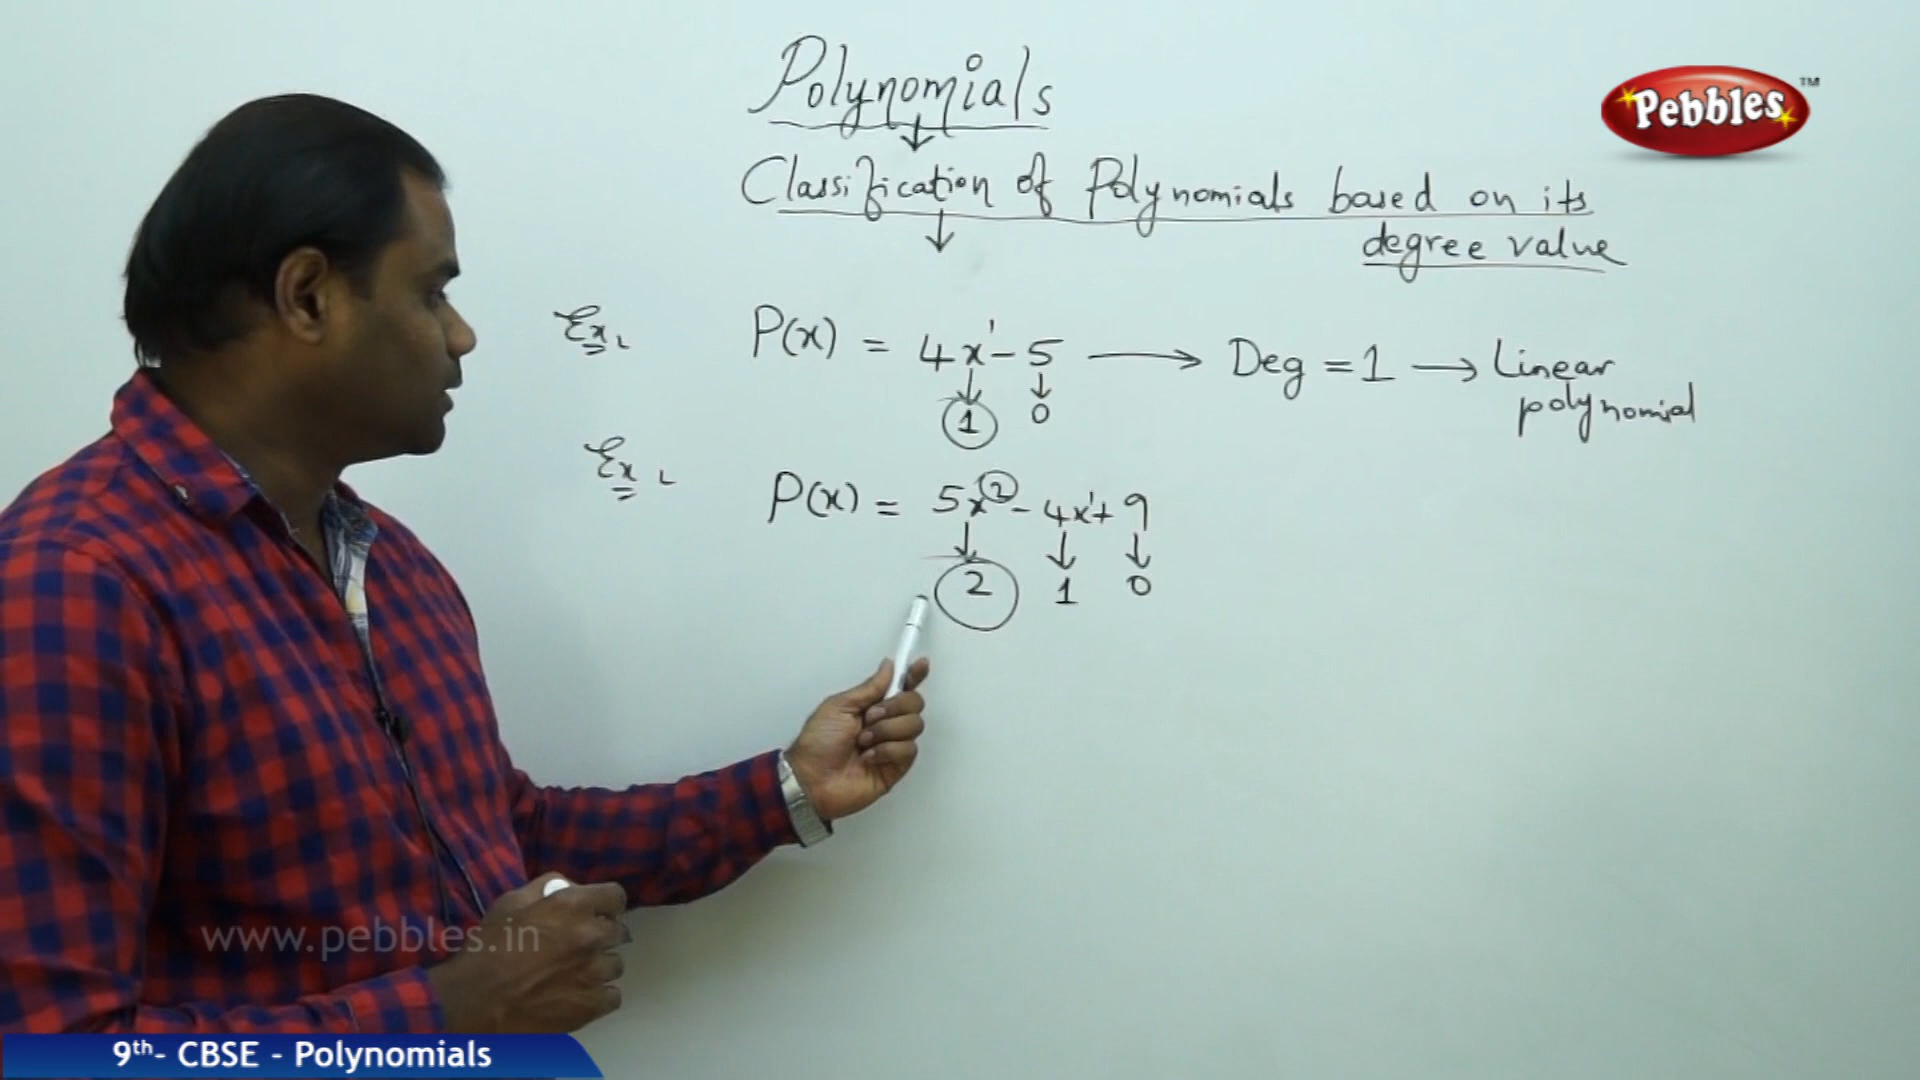 Polynomials
Pebbles™
Classification of Polynomials based on its
degree value
Ex, P(x) = 4x¹ - 5 → Deg = 1 → Linear
polynomial
1 0
Ex, P(x) = 5x² - 4x¹ + 9
2 1 0
www.pebbles.in
9th- CBSE - Polynomials